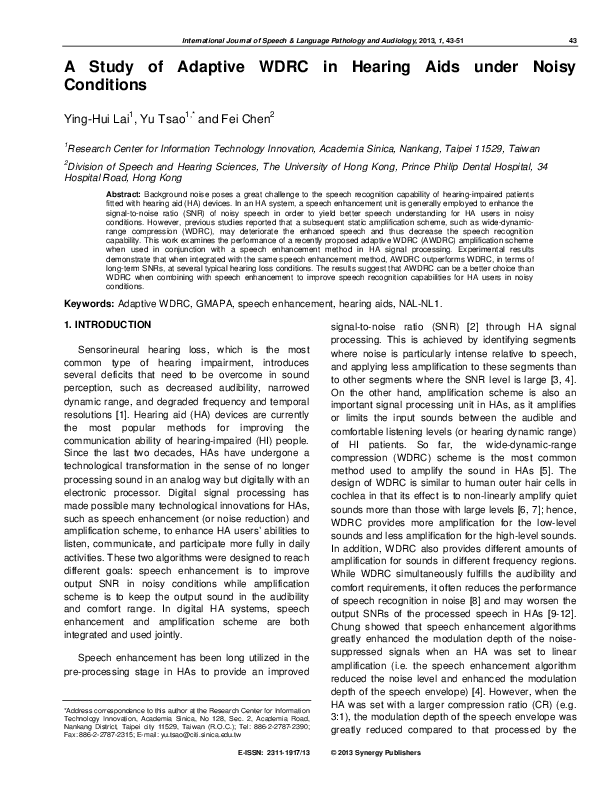 International Journal of Speech & Language Pathology and Audiology, 2013, 1, 43-51 43
A Study of Adaptive WDRC in Hearing Aids under Noisy
Conditions
Ying-Hui Lai1, Yu Tsao1,* and Fei Chen2
1Research Center for Information Technology Innovation, Academia Sinica, Nankang, Taipei 11529, Taiwan
2Division of Speech and Hearing Sciences, The University of Hong Kong, Prince Philip Dental Hospital, 34
Hospital Road, Hong Kong
Abstract: Background noise poses a great challenge to the speech recognition capability of hearing-impaired patients
fitted with hearing aid (HA) devices. In an HA system, a speech enhancement unit is generally employed to enhance the
signal-to-noise ratio (SNR) of noisy speech in order to yield better speech understanding for HA users in noisy
conditions. However, previous studies reported that a subsequent static amplification scheme, such as wide-dynamic-
range compression (WDRC), may deteriorate the enhanced speech and thus decrease the speech recognition
capability. This work examines the performance of a recently proposed adaptive WDRC (AWDRC) amplification scheme
when used in conjunction with a speech enhancement method in HA signal processing. Experimental results
demonstrate that when integrated with the same speech enhancement method, AWDRC outperforms WDRC, in terms of
long-term SNRs, at several typical hearing loss conditions. The results suggest that AWDRC can be a better choice than
WDRC when combining with speech enhancement to improve speech recognition capabilities for HA users in noisy
conditions.
Keywords: Adaptive WDRC, GMAPA, speech enhancement, hearing aids, NAL-NL1.
1. INTRODUCTION
Sensorineural hearing loss, which is the most
common type of hearing impairment, introduces
several deficits that need to be overcome in sound
perception, such as decreased audibility, narrowed
dynamic range, and degraded frequency and temporal
resolutions [1]. Hearing aid (HA) devices are currently
the most popular methods for improving the
communication ability of hearing-impaired (HI) people.
Since the last two decades, HAs have undergone a
technological transformation in the sense of no longer
processing sound in an analog way but digitally with an
electronic processor. Digital signal processing has
made possible many technological innovations for HAs,
such as speech enhancement (or noise reduction) and
amplification scheme, to enhance HA users' abilities to
listen, communicate, and participate more fully in daily
activities. These two algorithms were designed to reach
different goals: speech enhancement is to improve
output SNR in noisy conditions while amplification
scheme is to keep the output sound in the audibility
and comfort range. In digital HA systems, speech
enhancement and amplification scheme are both
integrated and used jointly.
Speech enhancement has been long utilized in the
pre-processing stage in HAs to provide an improved
*Address correspondence to this author at the Research Center for Information
Technology Innovation, Academia Sinica, No 128, Sec. 2, Academia Road,
Nankang District, Taipei city 11529, Taiwan (R.O.C.); Tel: 886-2-2787-2390;
Fax: 886-2-2787-2315; E-mail: yu.tsao@citi.sinica.edu.tw
signal-to-noise ratio (SNR) [2] through HA signal
processing. This is achieved by identifying segments
where noise is particularly intense relative to speech,
and applying less amplification to these segments than
to other segments where the SNR level is large [3, 4].
On the other hand, amplification scheme is also an
important signal processing unit in HAs, as it amplifies
or limits the input sounds between the audible and
comfortable listening levels (or hearing dynamic range)
of HI patients. So far, the wide-dynamic-range
compression (WDRC) scheme is the most common
method used to amplify the sound in HAs [5]. The
design of WDRC is similar to human outer hair cells in
cochlea in that its effect is to non-linearly amplify quiet
sounds more than those with large levels [6, 7]; hence,
WDRC provides more amplification for the low-level
sounds and less amplification for the high-level sounds.
In addition, WDRC also provides different amounts of
amplification for sounds in different frequency regions.
While WDRC simultaneously fulfills the audibility and
comfort requirements, it often reduces the performance
of speech recognition in noise [8] and may worsen the
output SNRs of the processed speech in HAs [9-12].
Chung showed that speech enhancement algorithms
greatly enhanced the modulation depth of the noise-
suppressed signals when an HA was set to linear
amplification (i.e. the speech enhancement algorithm
reduced the noise level and enhanced the modulation
depth of the speech envelope) [4]. However, when the
HA was set with a larger compression ratio (CR) (e.g.
3:1), the modulation depth of the speech envelope was
greatly reduced compared to that processed by the
E-ISSN: 2311-1917/13 © 2013 Synergy Publishers